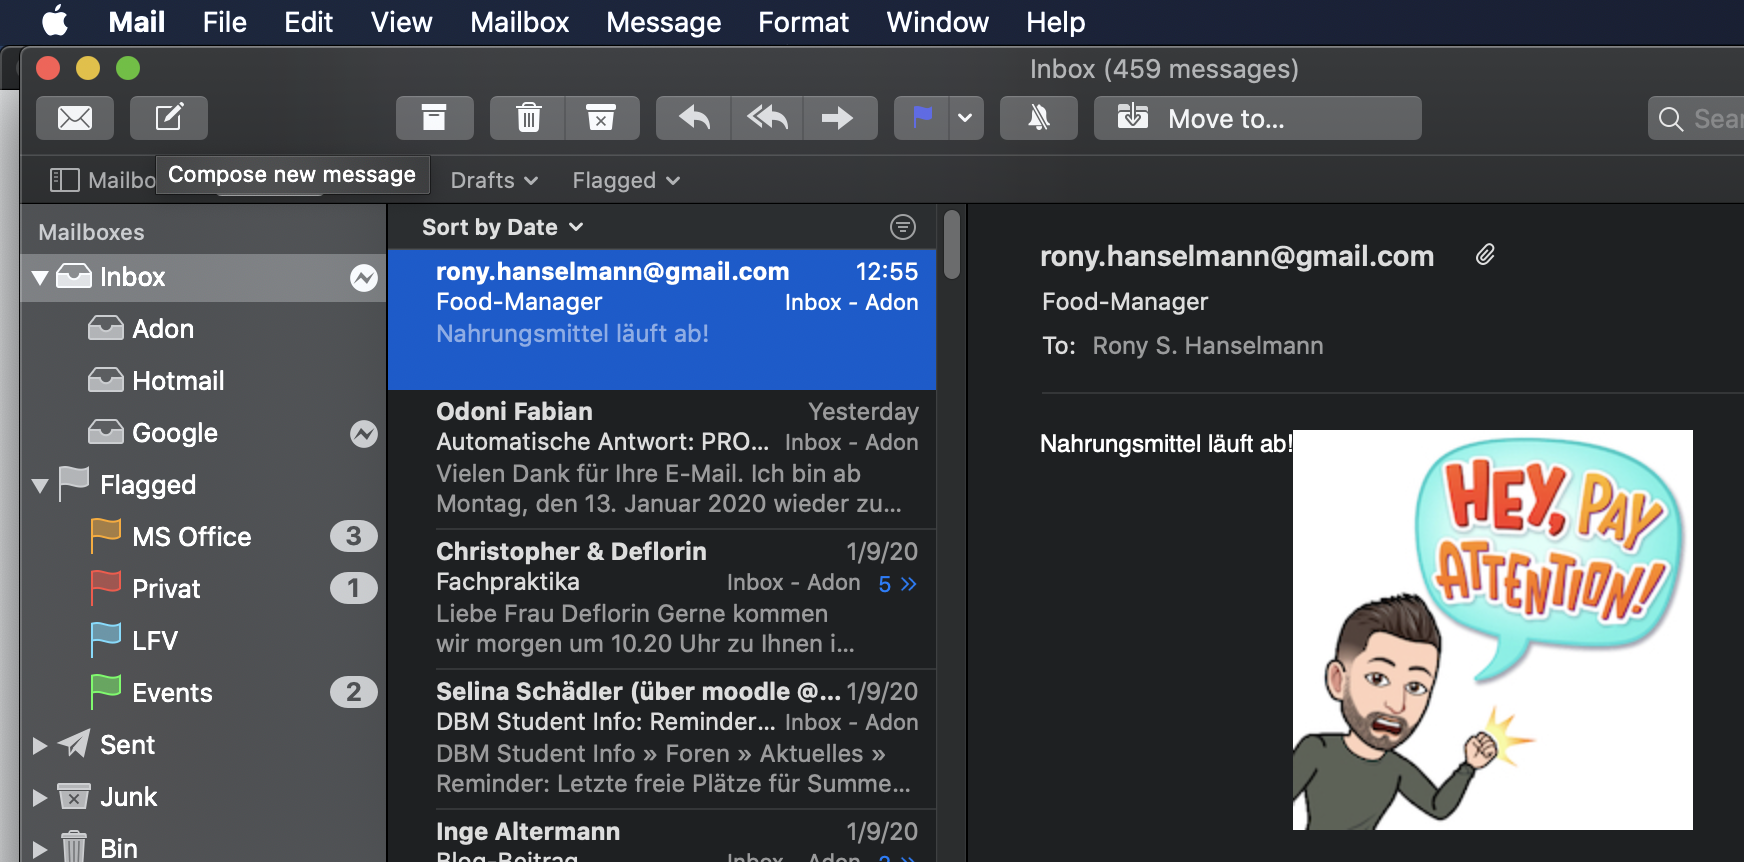 Mail File Edit View Mailbox Message Format Window Help
Inbox (459 messages)
Move to...
Compose new message
Drafts Flagged
Mailboxes
Inbox
Adon
Hotmail
Google
Flagged
MS Office 3
Privat 1
LFV
Events 2
Sent
Junk
Bin
Sort by Date
rony.hanselmann@gmail.com 12:55
Food-Manager Inbox - Adon
Nahrungsmittel läuft ab!
Odoni Fabian Yesterday
Automatische Antwort: PRO... Inbox - Adon
Vielen Dank für Ihre E-Mail. Ich bin ab
Montag, den 13. Januar 2020 wieder zu...
Christopher & Deflorin 1/9/20
Fachpraktika Inbox - Adon 5 »
Liebe Frau Deflorin Gerne kommen
wir morgen um 10.20 Uhr zu Ihnen i...
Selina Schädler (über moodle @... 1/9/20
DBM Student Info: Reminder... Inbox - Adon
DBM Student Info » Foren » Aktuelles »
Reminder: Letzte freie Plätze für Summe...
Inge Altermann 1/9/20
Blog-Beitrag Inbox - Adon
rony.hanselmann@gmail.com
Food-Manager
To: Rony S. Hanselmann
Nahrungsmittel läuft ab!
HEY, PAY
ATTENTION!